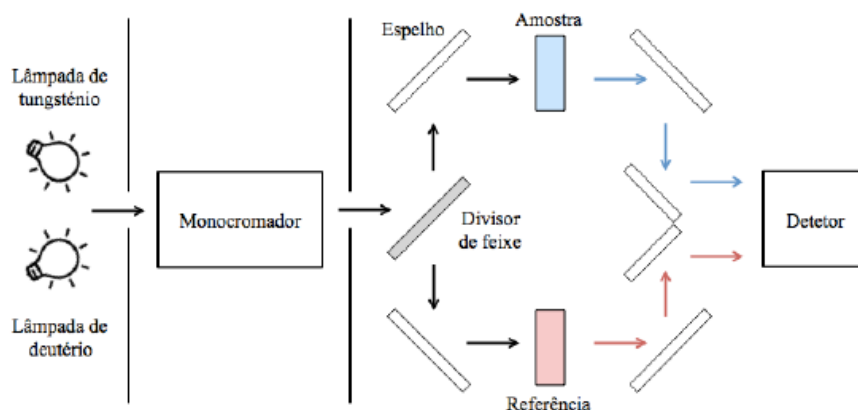 Lâmpada de
tungsténio
Lâmpada de
deutério
Monocromador
Espelho
Divisor
de feixe
Amostra
Referência
Detetor